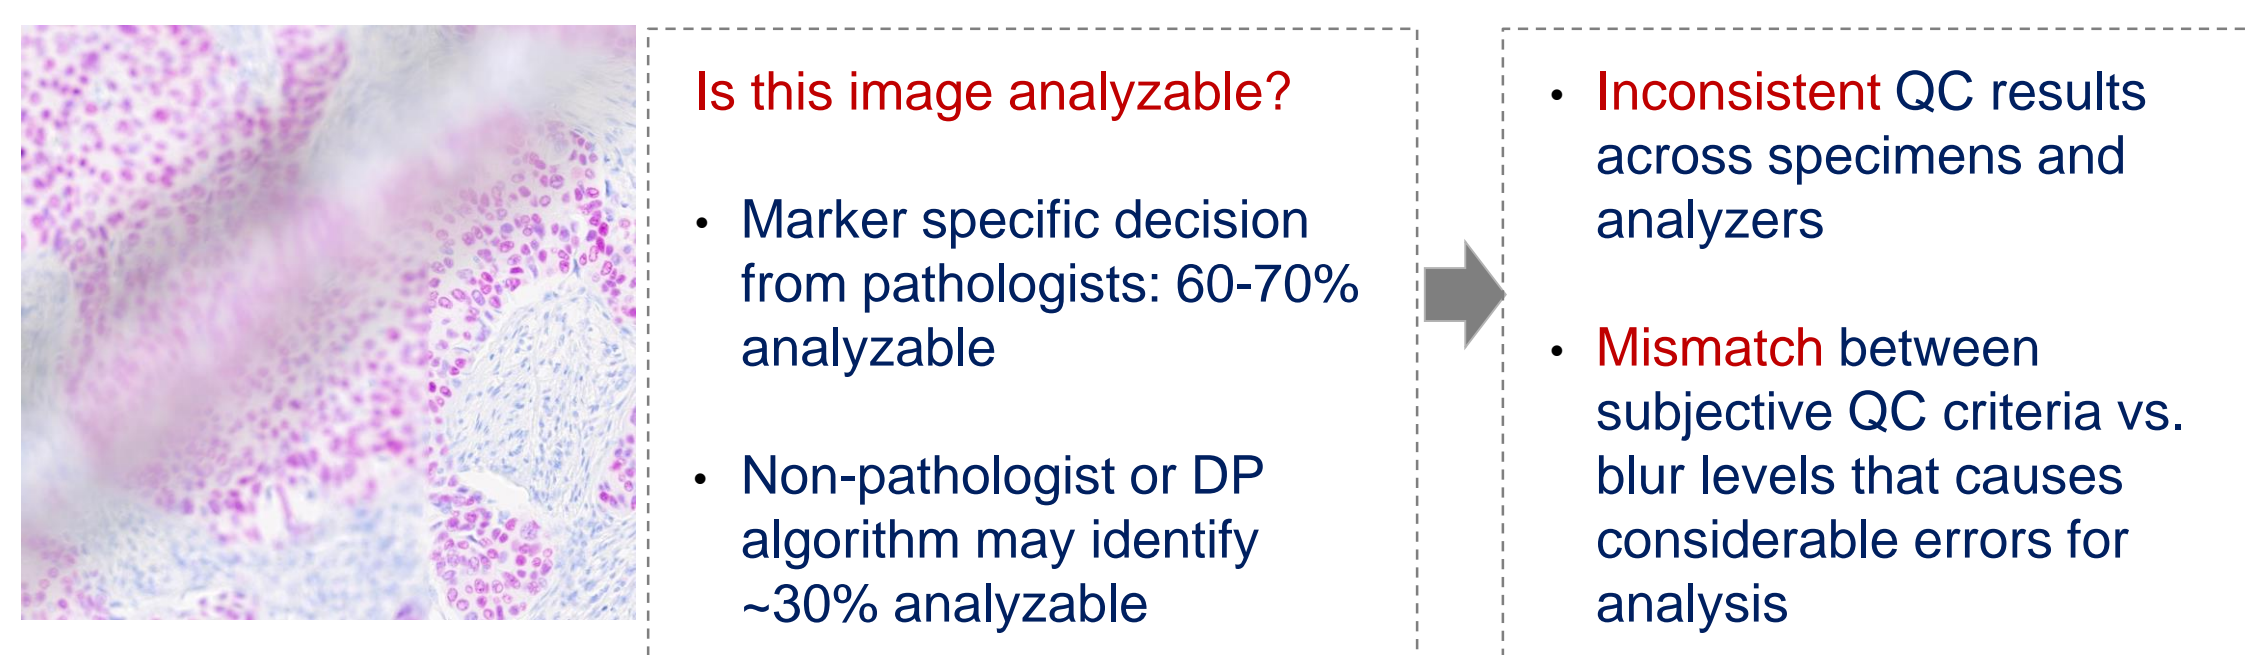 Is this image analyzable?
• Marker specific decision
from pathologists: 60-70%
analyzable
• Non-pathologist or DP
algorithm may identify
~30% analyzable
• Inconsistent QC results
across specimens and
analyzers
• Mismatch between
subjective QC criteria vs.
blur levels that causes
considerable errors for
analysis